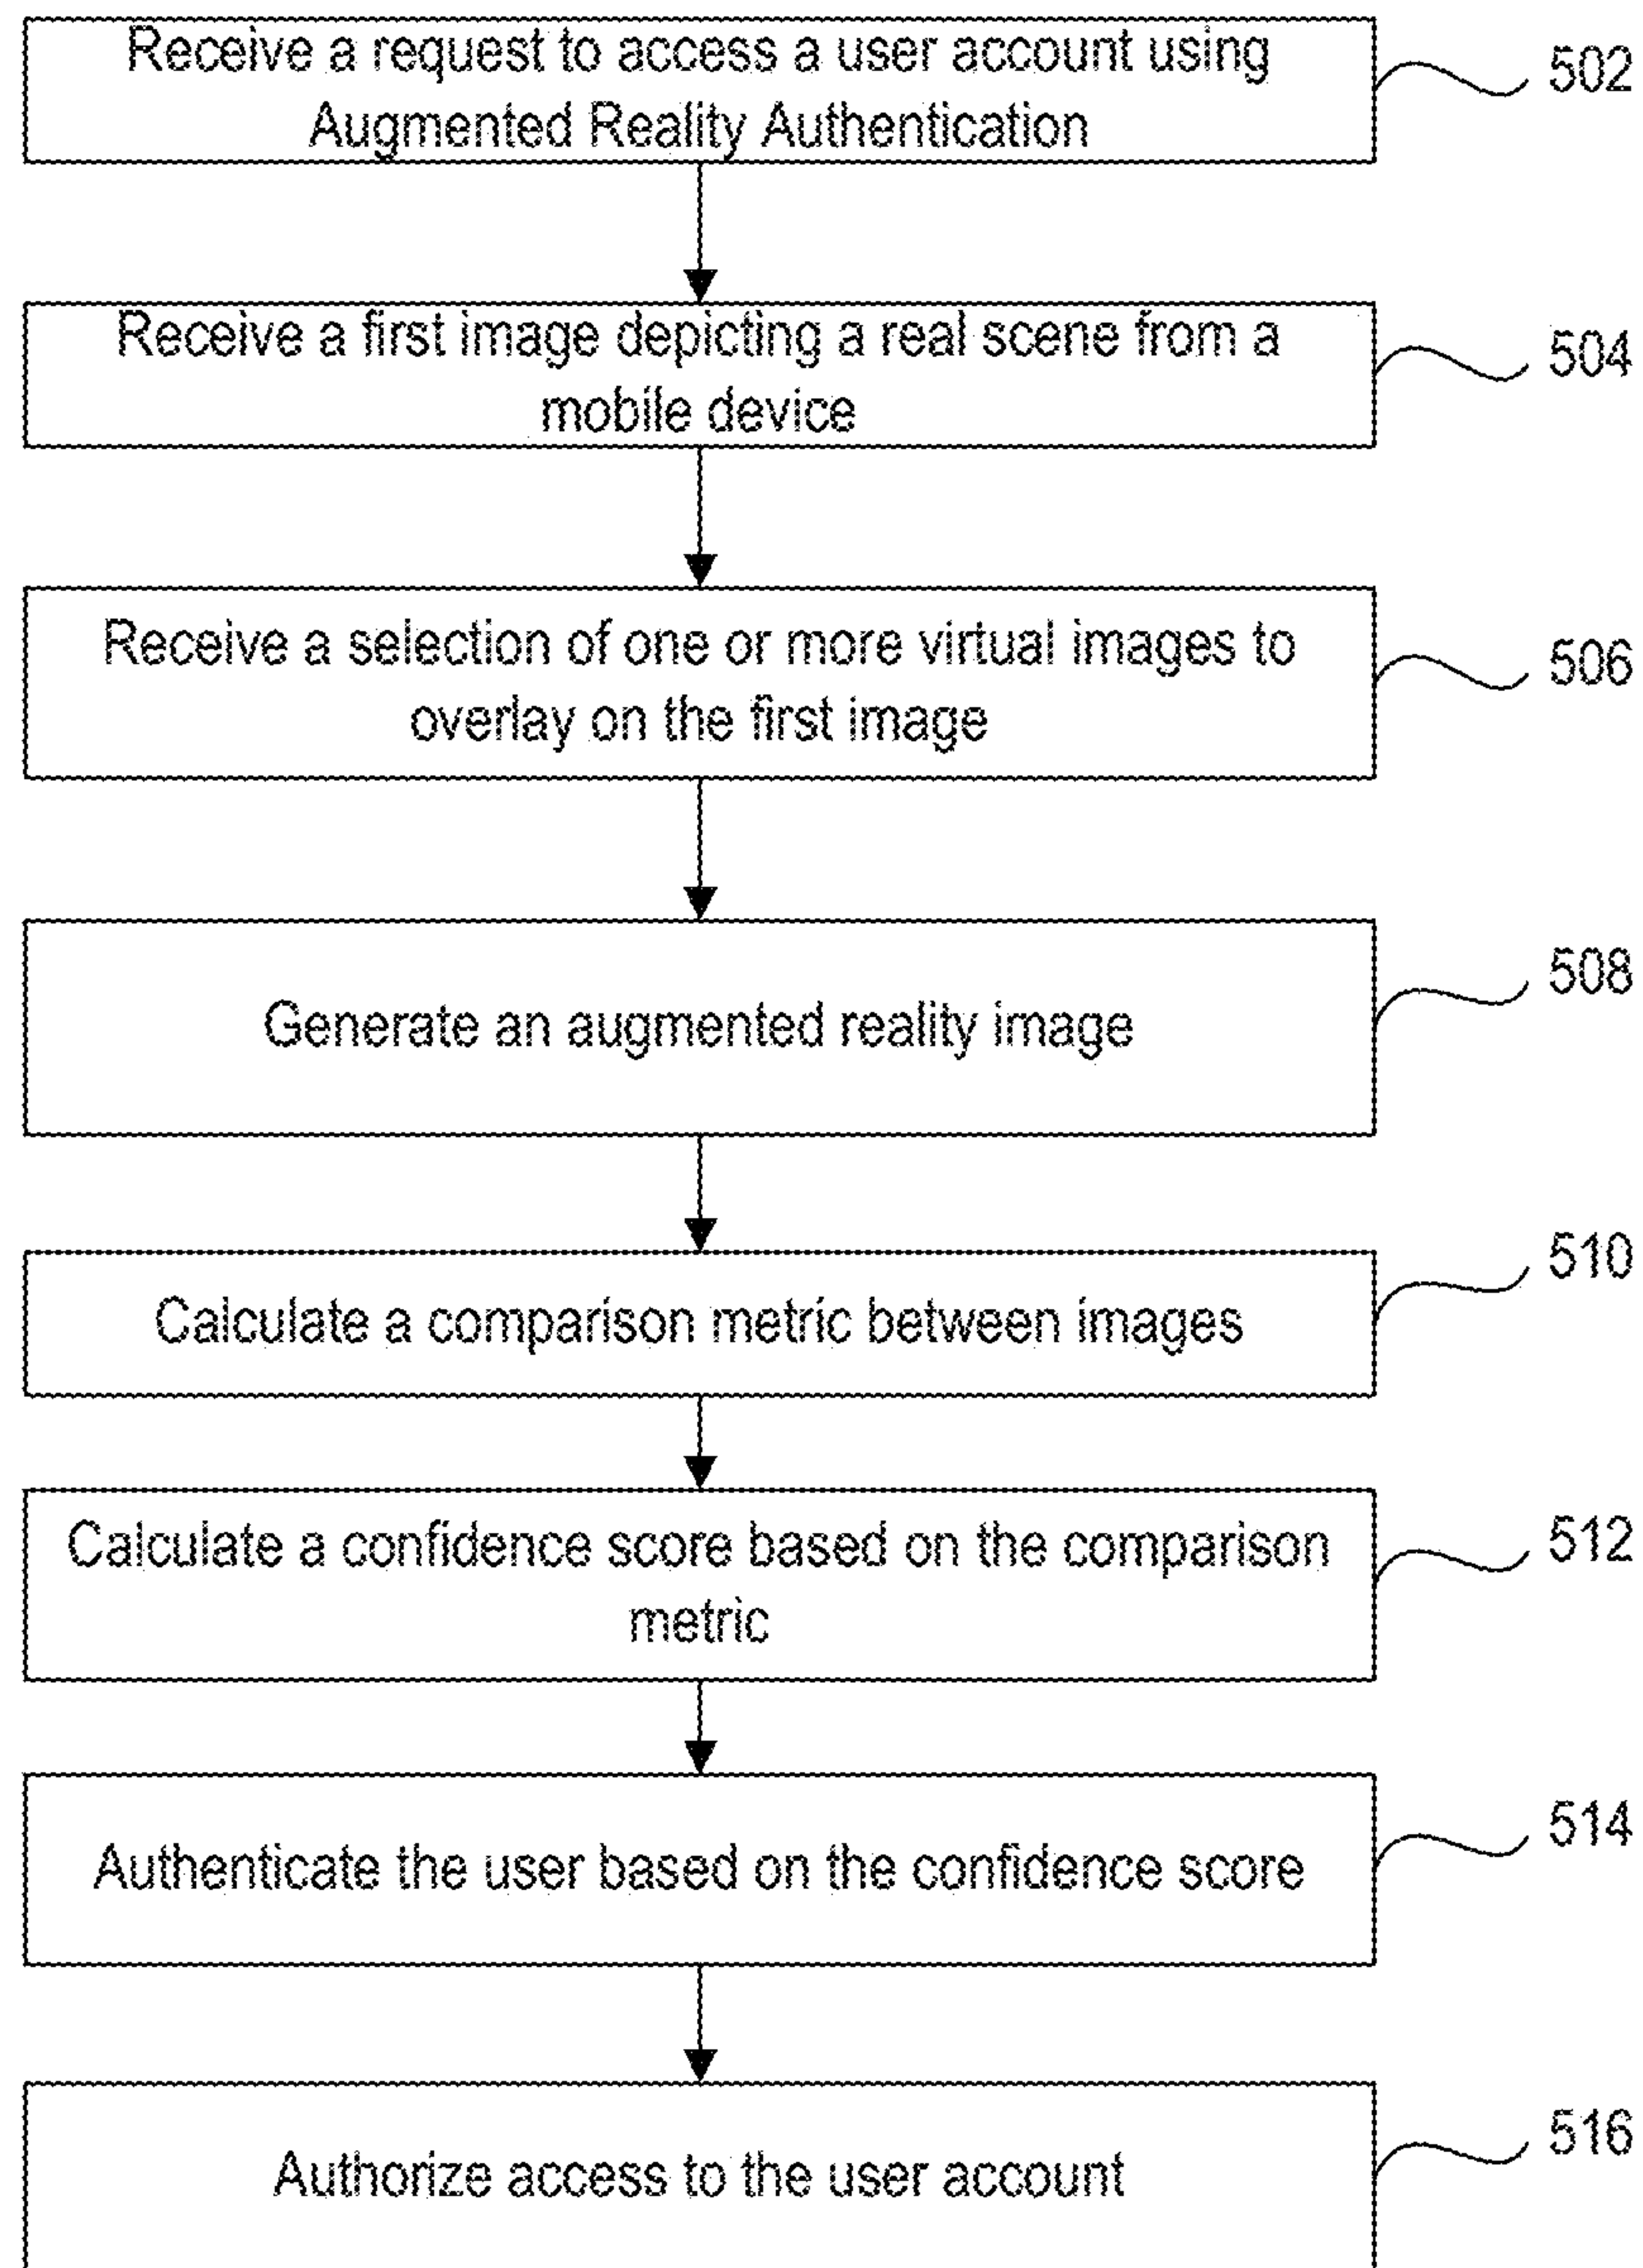 Receive a request to access a user account using
Augmented Reality Authentication
502
Receive a first image depicting a real scene from a
mobile device
504
Receive a selection of one or more virtual images to
overlay on the first image
506
Generate an augmented reality image
508
Calculate a comparison metric between images
510
Calculate a confidence score based on the comparison
metric
512
Authenticate the user based on the confidence score
514
Authorize access to the user account
516